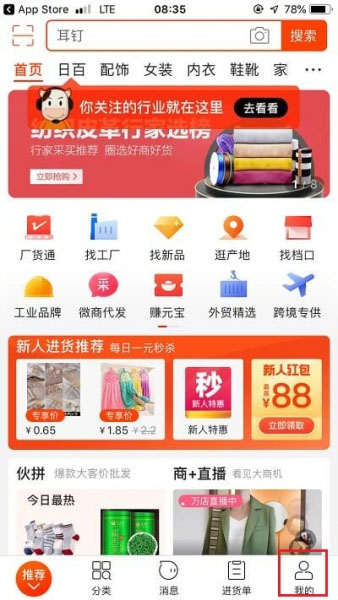 App Store LTE 08:35 78%
耳钉 搜索
首页 日百 配饰 女装 内衣 鞋靴 家
你关注的行业就在这里 去看看
纺织皮革行家选榜
行家采买推荐 圈选好商好货
立即抢购 >
1/8
厂货通 找工厂 找新品 逛产地 找档口
采
工业品牌 微商代发 赚元宝 外贸精选 跨境专供
新人进货推荐 每日一元秒杀
专享价 专享价 秒 新人特惠
¥0.65 ¥1.85 ¥2.2 新人特惠
新人红包
最高 ¥88
立即领取
伙拼 爆款大客价批发 商+直播 看见大商机
今日最热 万店直播中
推荐 分类 消息 进货单 我的